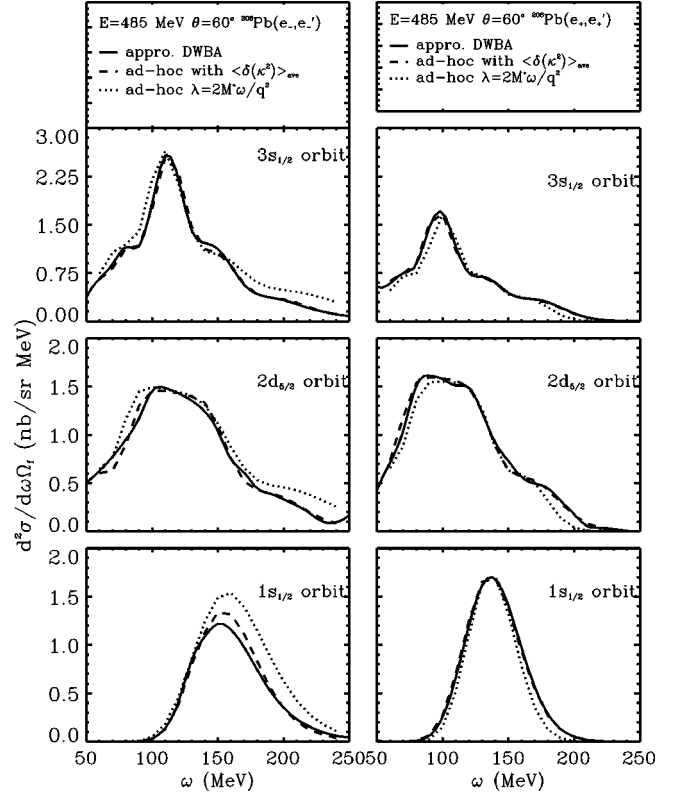 E=485 MeV θ=60° ²⁰⁸Pb(e₋,e₋')
appro. DWBA
ad-hoc with <δ(κ²)>ₐᵥₑ
ad-hoc λ=2M*ω/q²
E=485 MeV θ=60° ²⁰⁸Pb(e₊,e₊')
appro. DWBA
ad-hoc with <δ(κ²)>ₐᵥₑ
ad-hoc λ=2M*ω/q²
d²σ/dωΩf (nb/sr MeV)
3.00
2.25
1.50
0.75
0.00
3s₁/₂ orbit
3s₁/₂ orbit
2.0
1.5
1.0
0.5
0.0
2d₅/₂ orbit
2d₅/₂ orbit
2.0
1.5
1.0
0.5
0.0
1s₁/₂ orbit
1s₁/₂ orbit
50 100 150 200 250
50 100 150 200 250
ω (MeV)
ω (MeV)